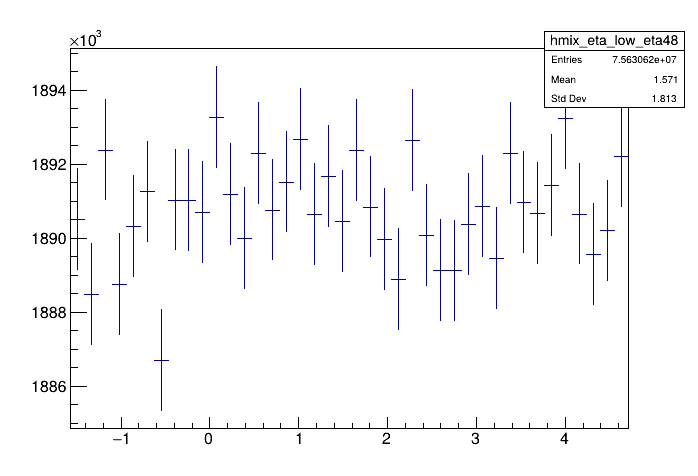 ×10³
hmix_eta_low_eta48
Entries 7.563062e+07
Mean 1.571
Std Dev 1.813
1894
1892
1890
1888
1886
−1 0 1 2 3 4